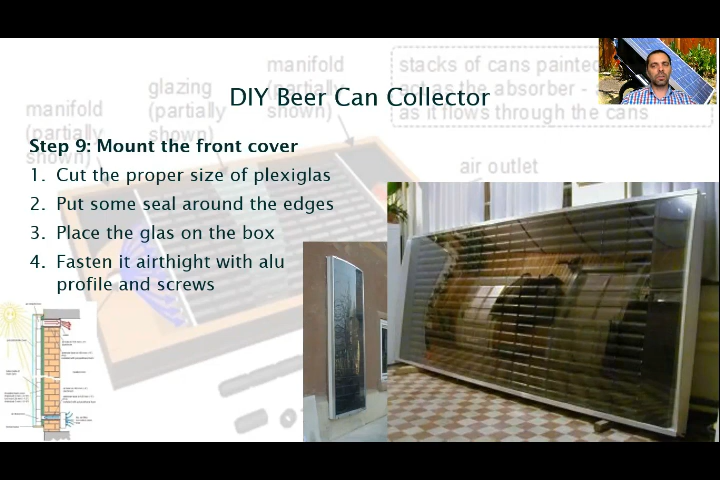 manifold
(partially
shown)
glazing
(partially
shown)
manifold
(partially
shown)
stacks of cans painted
as the absorber -
as it flows through the cans
air outlet
DIY Beer Can Collector
Step 9: Mount the front cover
1. Cut the proper size of plexiglas
2. Put some seal around the edges
3. Place the glas on the box
4. Fasten it airthight with alu
profile and screws